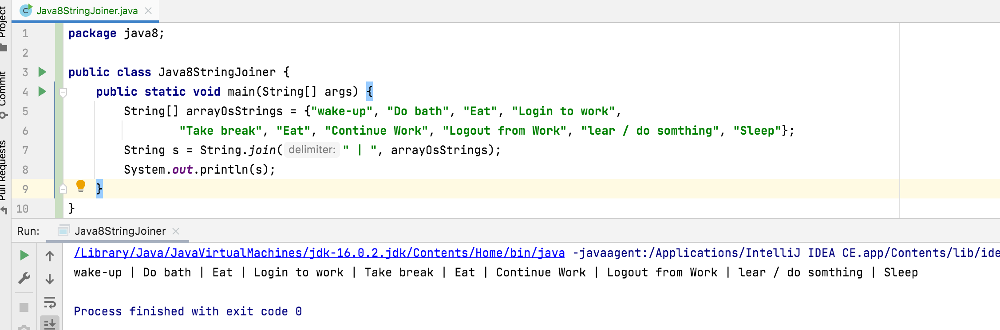 Java8StringJoiner.java
Project
Commit
Pull Requests
1 package java8;
2
3 public class Java8StringJoiner {
4 public static void main(String[] args) {
5 String[] arrayOsStrings = {"wake-up", "Do bath", "Eat", "Login to work",
6 "Take break", "Eat", "Continue Work", "Logout from Work", "lear / do somthing", "Sleep"};
7 String s = String.join( delimiter: " | ", arrayOsStrings);
8 System.out.println(s);
9 }
10 }
Run: Java8StringJoiner
/Library/Java/JavaVirtualMachines/jdk-16.0.2.jdk/Contents/Home/bin/java -javaagent:/Applications/IntelliJ IDEA CE.app/Contents/lib/ide
wake-up | Do bath | Eat | Login to work | Take break | Eat | Continue Work | Logout from Work | lear / do somthing | Sleep
Process finished with exit code 0